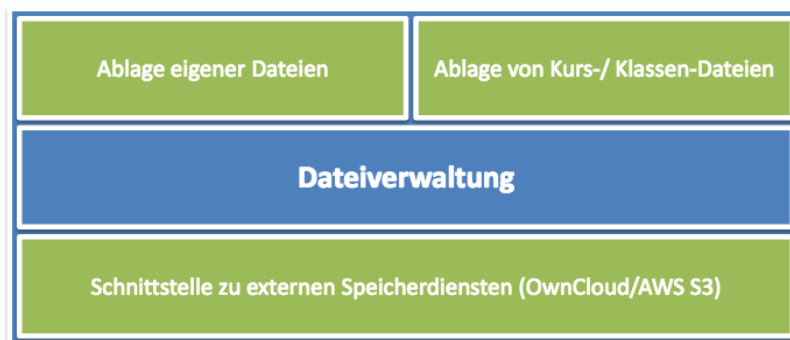 Ablage eigener Dateien
Ablage von Kurs-/ Klassen-Dateien
Dateiverwaltung
Schnittstelle zu externen Speicherdiensten (OwnCloud/AWS S3)